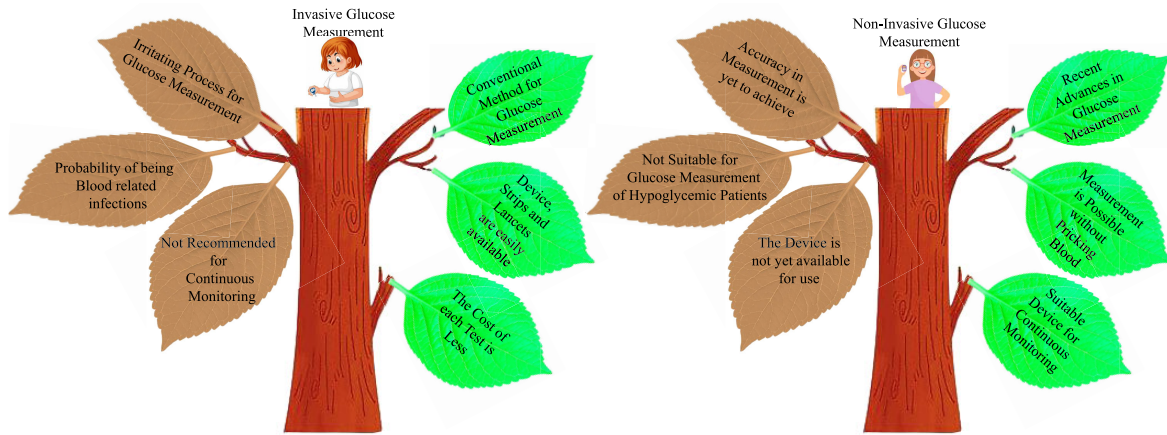 Invasive Glucose
Measurement
Irritating Process for
Glucose Measurement
Probability of being
Blood related
infections
Not Recommended
for
Continuous
Monitoring
Conventional
Method for
Glucose
Measurement
Device,
Strips and
Lancets
are easily
available
The Cost of
each Test is
Less
Non-Invasive Glucose
Measurement
Accuracy in
Measurement is
yet to achieve
Not Suitable for
Glucose Measurement
of Hypoglycemic Patients
The Device is
not yet available
for use
Recent
Advances in
Glucose
Measurement
Measurement
is Possible
without
Pricking
Blood
Suitable
Device for
Continuous
Monitoring